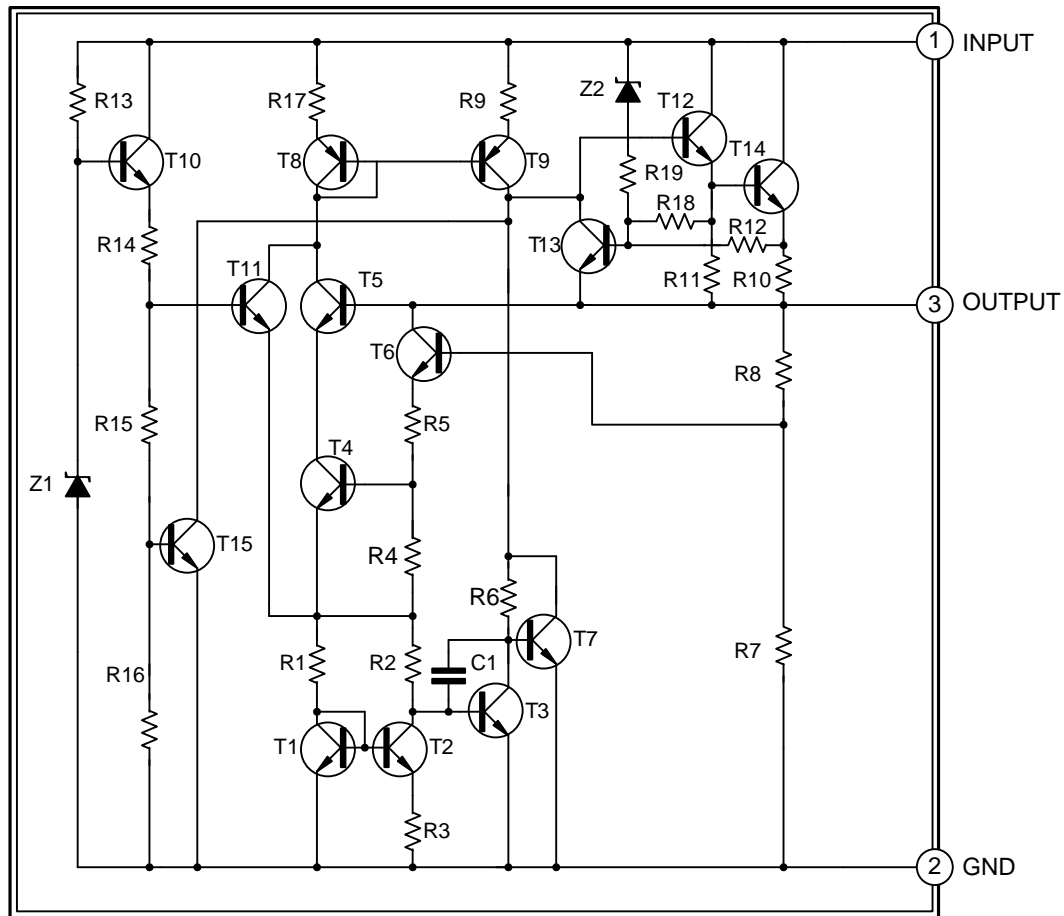 1 INPUT
R13
R17
R9
Z2
T12
T10
T8
T9
T14
R19
R18
R14
T13
R12
T11
T5
R11
R10
3 OUTPUT
T6
R8
R15
R5
T4
Z1
T15
R4
R6
R1
R2
C1
T7
R7
R16
T3
T1
T2
R3
2 GND